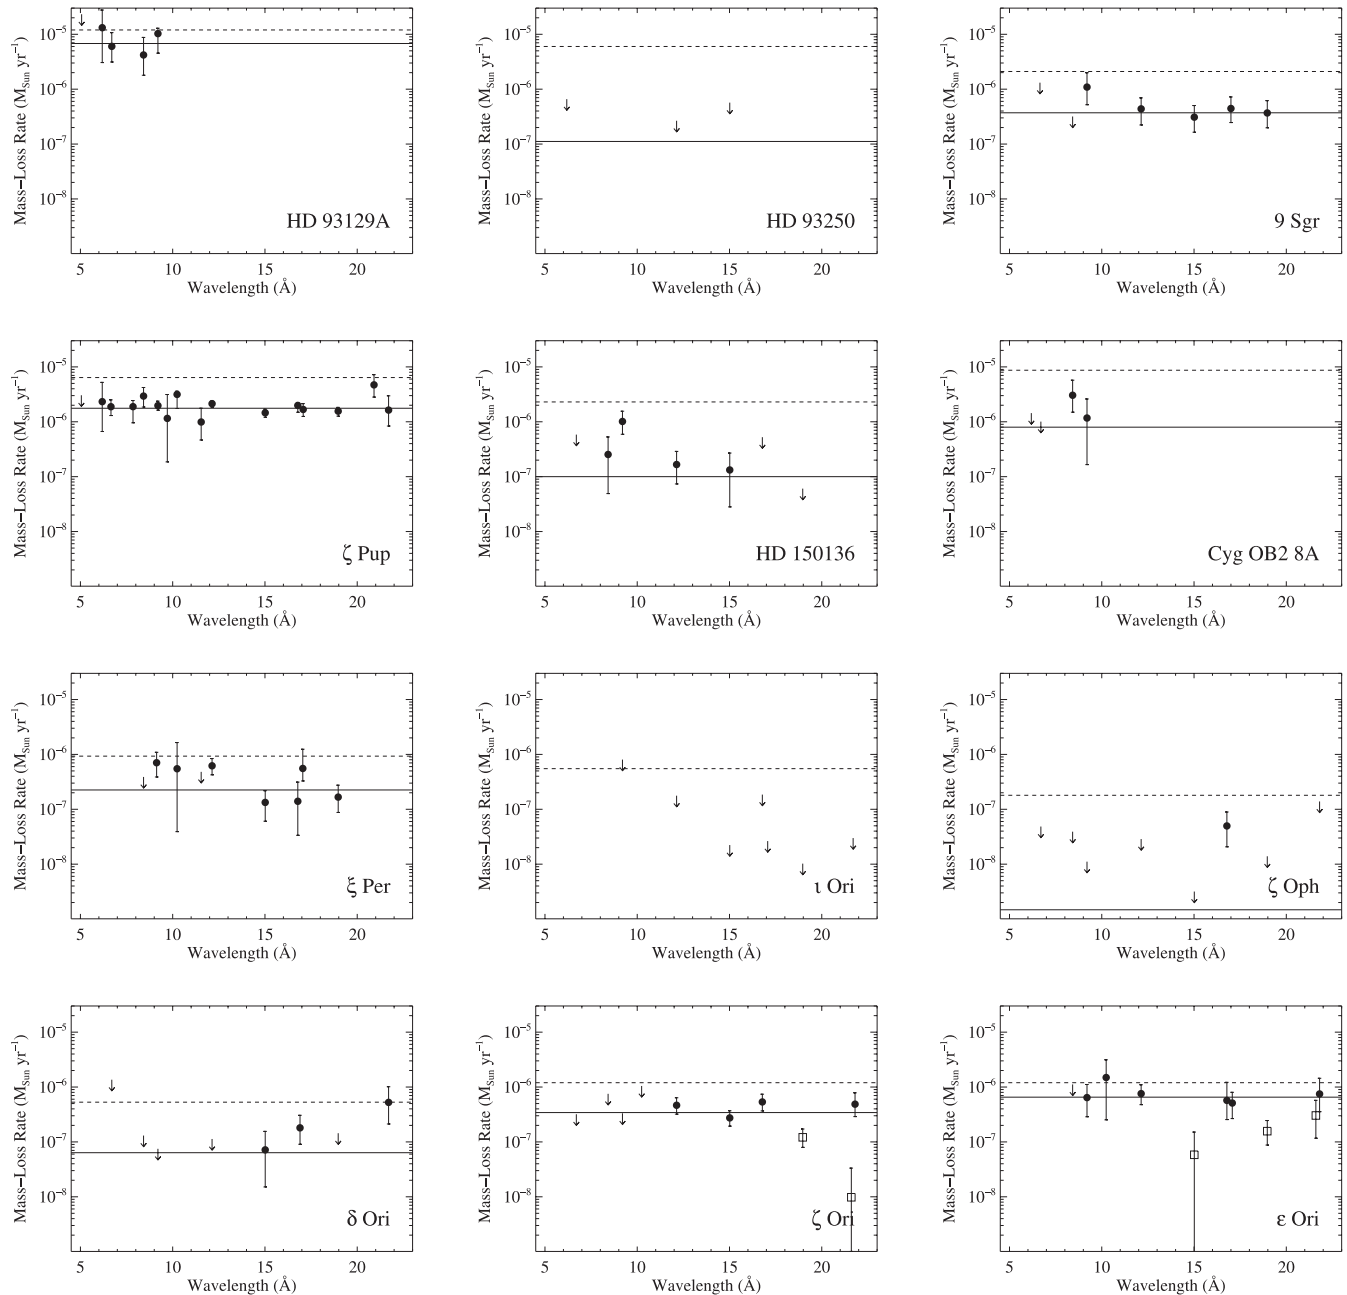 Mass–Loss Rate (M_Sun yr⁻¹)
10⁻⁵
10⁻⁶
10⁻⁷
10⁻⁸
HD 93129A
5 10 15 20
Wavelength (Å)
Mass–Loss Rate (M_Sun yr⁻¹)
10⁻⁵
10⁻⁶
10⁻⁷
10⁻⁸
HD 93250
5 10 15 20
Wavelength (Å)
Mass–Loss Rate (M_Sun yr⁻¹)
10⁻⁵
10⁻⁶
10⁻⁷
10⁻⁸
9 Sgr
5 10 15 20
Wavelength (Å)
Mass–Loss Rate (M_Sun yr⁻¹)
10⁻⁵
10⁻⁶
10⁻⁷
10⁻⁸
ζ Pup
5 10 15 20
Wavelength (Å)
Mass–Loss Rate (M_Sun yr⁻¹)
10⁻⁵
10⁻⁶
10⁻⁷
10⁻⁸
HD 150136
5 10 15 20
Wavelength (Å)
Mass–Loss Rate (M_Sun yr⁻¹)
10⁻⁵
10⁻⁶
10⁻⁷
10⁻⁸
Cyg OB2 8A
5 10 15 20
Wavelength (Å)
Mass–Loss Rate (M_Sun yr⁻¹)
10⁻⁵
10⁻⁶
10⁻⁷
10⁻⁸
ξ Per
5 10 15 20
Wavelength (Å)
Mass–Loss Rate (M_Sun yr⁻¹)
10⁻⁵
10⁻⁶
10⁻⁷
10⁻⁸
ι Ori
5 10 15 20
Wavelength (Å)
Mass–Loss Rate (M_Sun yr⁻¹)
10⁻⁵
10⁻⁶
10⁻⁷
10⁻⁸
ζ Oph
5 10 15 20
Wavelength (Å)
Mass–Loss Rate (M_Sun yr⁻¹)
10⁻⁵
10⁻⁶
10⁻⁷
10⁻⁸
δ Ori
5 10 15 20
Wavelength (Å)
Mass–Loss Rate (M_Sun yr⁻¹)
10⁻⁵
10⁻⁶
10⁻⁷
10⁻⁸
ζ Ori
5 10 15 20
Wavelength (Å)
Mass–Loss Rate (M_Sun yr⁻¹)
10⁻⁵
10⁻⁶
10⁻⁷
10⁻⁸
ε Ori
5 10 15 20
Wavelength (Å)